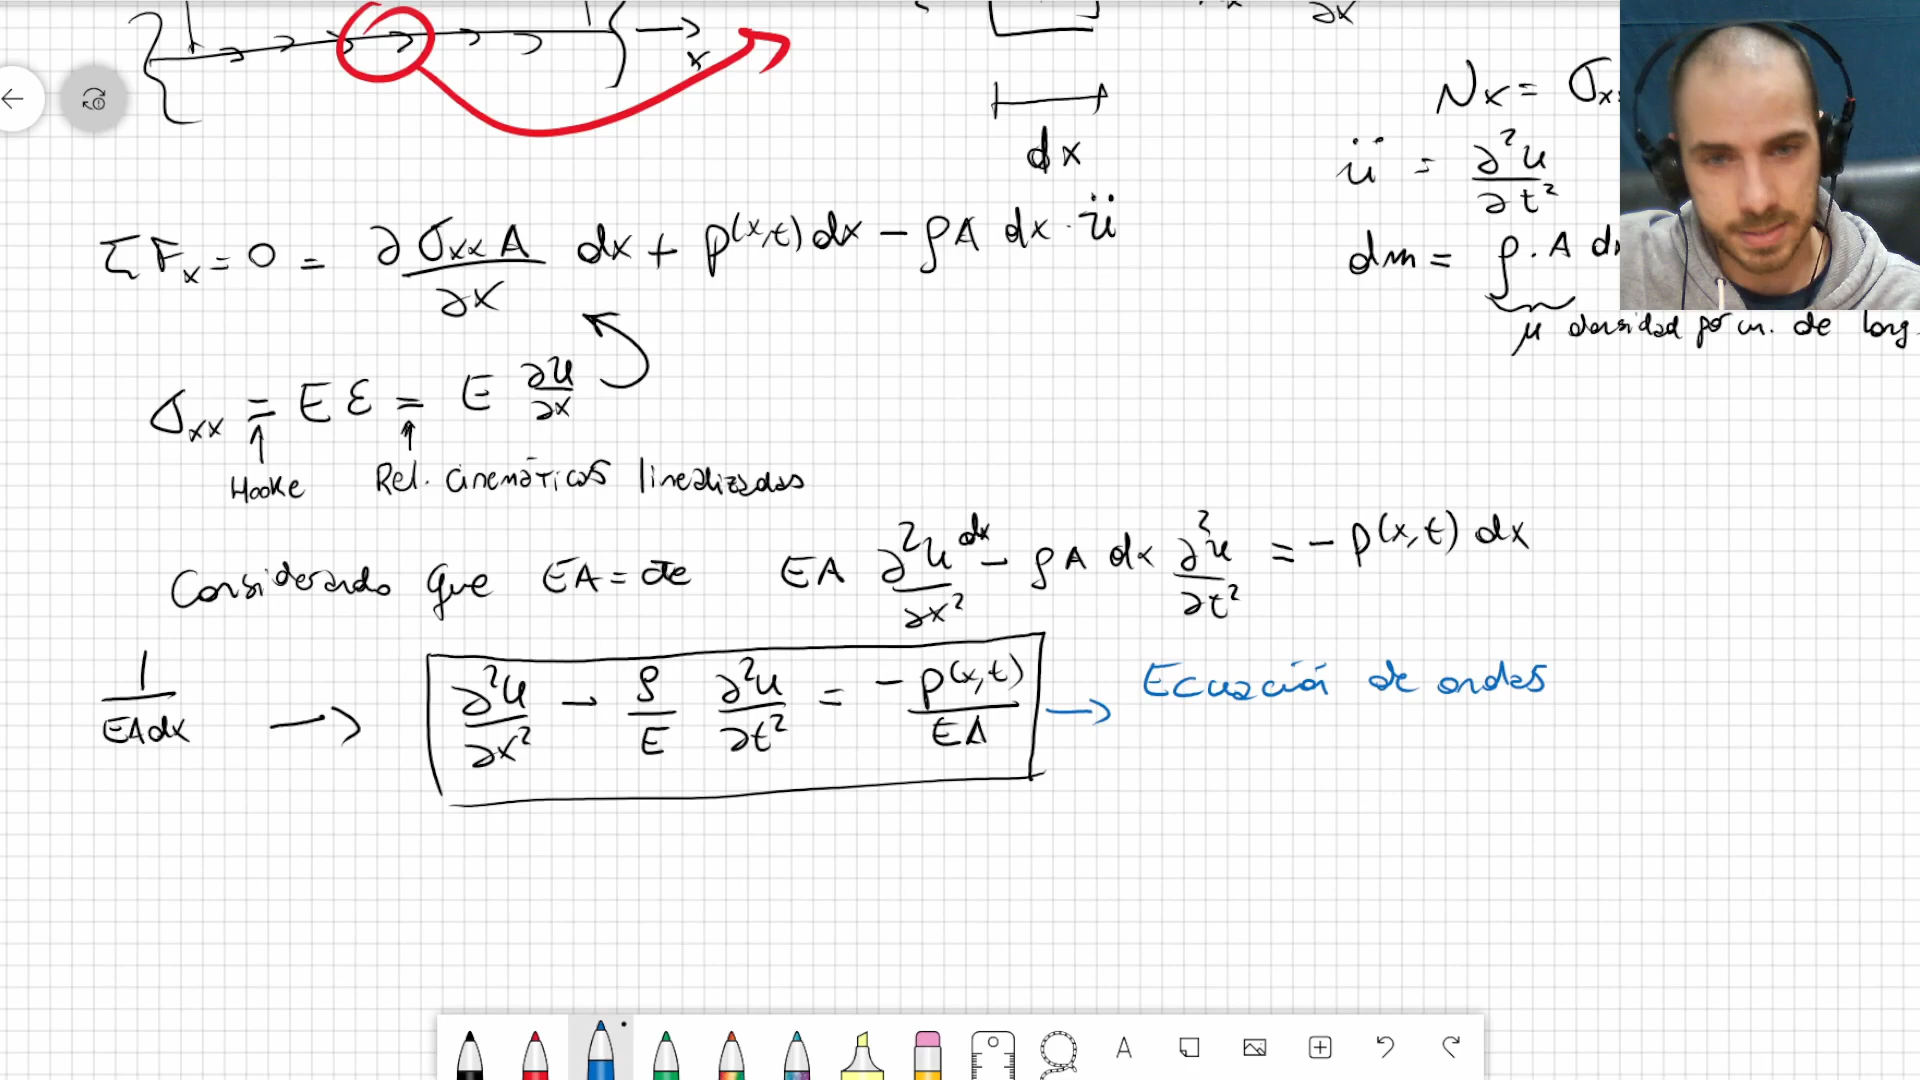 ∂x
x
dx
Nx = σx
ü = ∂²u/∂t²
dm = ρ·A d
μ densidad por un. de long.
ΣFx = 0 = ∂σxx A/∂x dx + p(x,t) dx − ρA dx · ü
σxx = E ε = E ∂u/∂x
Hooke Rel. cinemáticas linealizadas
Considerando que EA = cte EA ∂²u/∂x² dx − ρA dx ∂²u/∂t² = − p(x,t) dx
1/EAdx → ∂²u/∂x² − ρ/E ∂²u/∂t² = −p(x,t)/EA → Ecuación de ondas
A